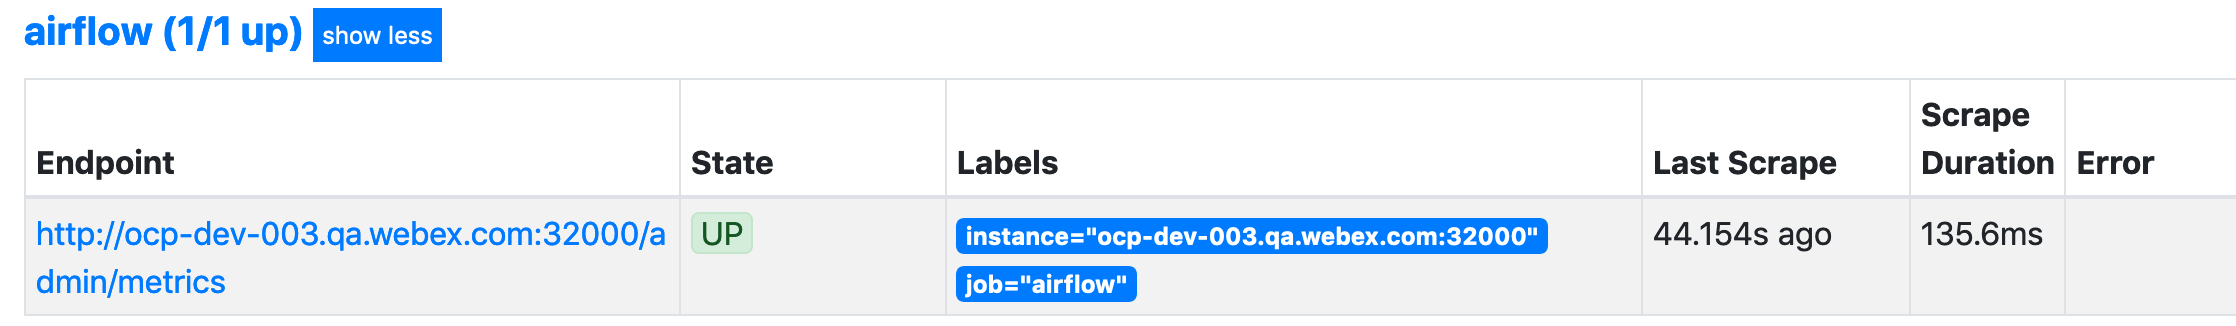 airflow (1/1 up) show less
Endpoint State Labels Last Scrape Scrape Duration Error
http://ocp-dev-003.qa.webex.com:32000/a UP instance="ocp-dev-003.qa.webex.com:32000" 44.154s ago 135.6ms
dmin/metrics job="airflow"